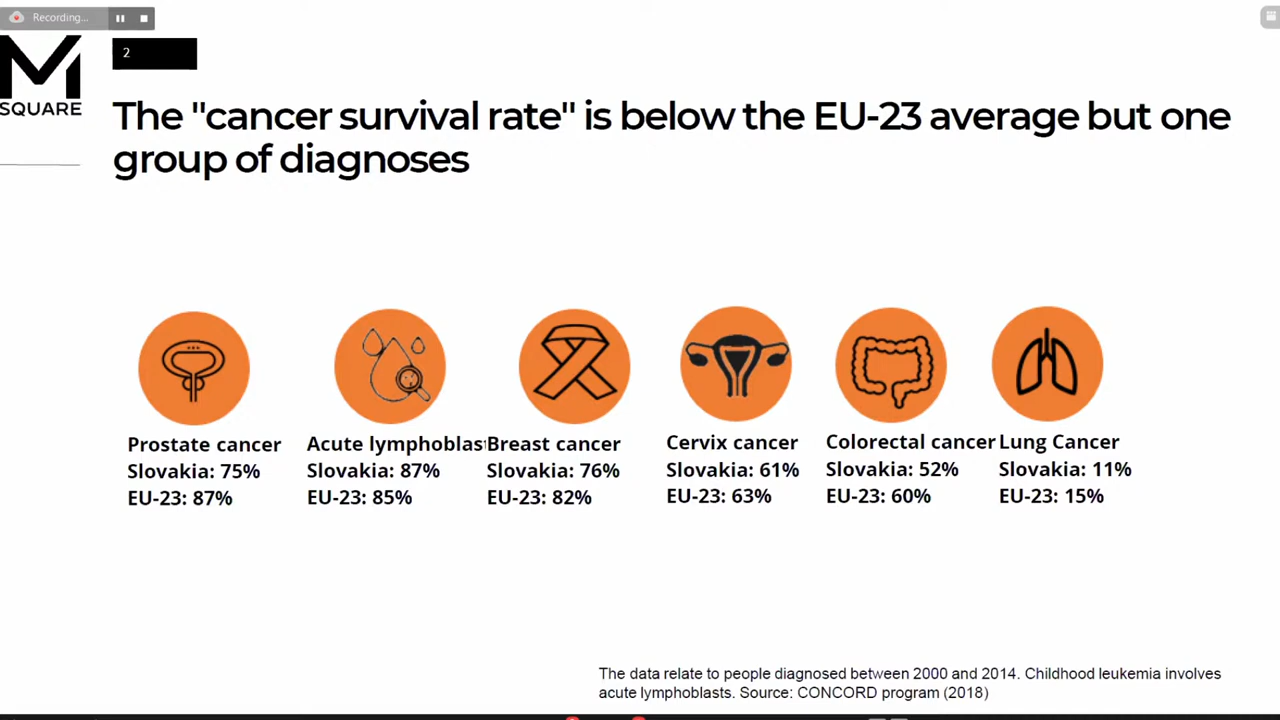 Recording...
M
SQUARE
2
The "cancer survival rate" is below the EU-23 average but one
group of diagnoses
Prostate cancer
Slovakia: 75%
EU-23: 87%
Acute lymphoblast
Slovakia: 87%
EU-23: 85%
Breast cancer
Slovakia: 76%
EU-23: 82%
Cervix cancer
Slovakia: 61%
EU-23: 63%
Colorectal cancer
Slovakia: 52%
EU-23: 60%
Lung Cancer
Slovakia: 11%
EU-23: 15%
The data relate to people diagnosed between 2000 and 2014. Childhood leukemia involves
acute lymphoblasts. Source: CONCORD program (2018)